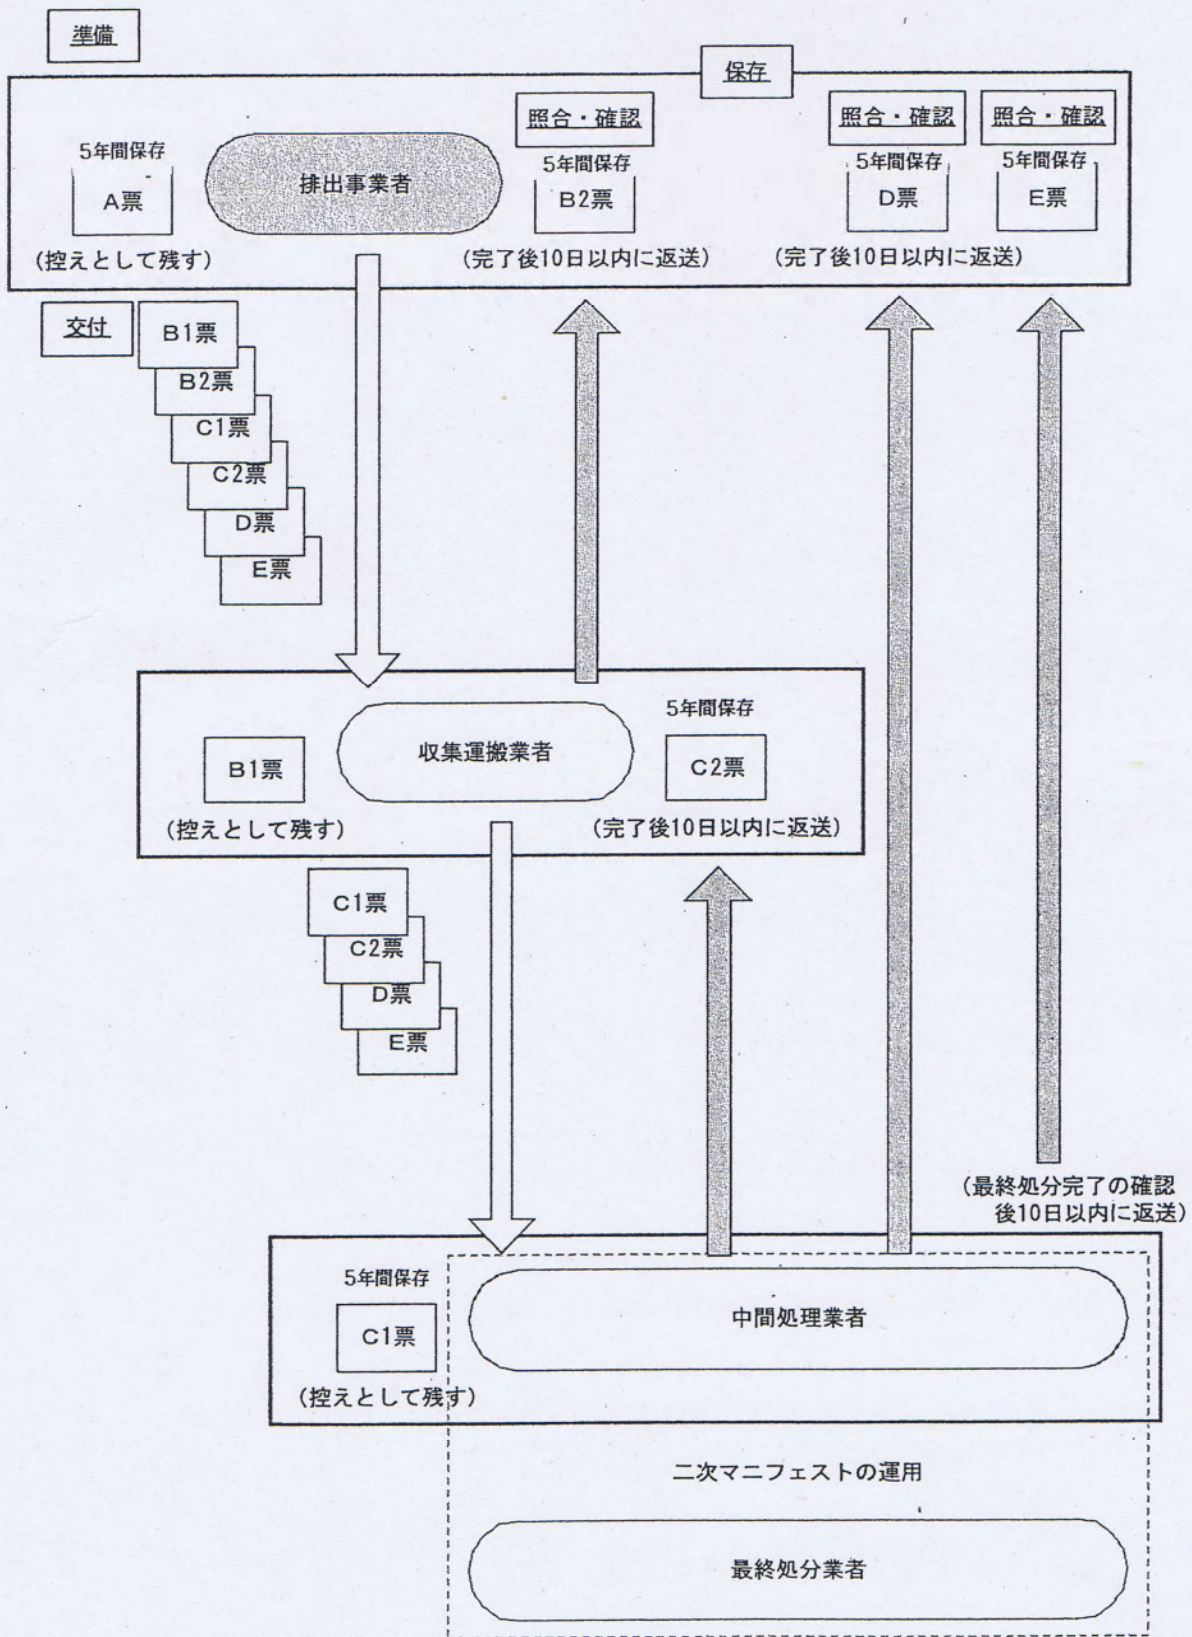 準備
保存
照合・確認
照合・確認
照合・確認
5年間保存
A票
(控えとして残す)
排出事業者
5年間保存
B2票
(完了後10日以内に返送)
5年間保存
D票
5年間保存
E票
(完了後10日以内に返送)
交付
B1票
B2票
C1票
C2票
D票
E票
B1票
(控えとして残す)
収集運搬業者
5年間保存
C2票
(完了後10日以内に返送)
C1票
C2票
D票
E票
(最終処分完了の確認
後10日以内に返送)
5年間保存
C1票
(控えとして残す)
中間処理業者
二次マニフェストの運用
最終処分業者